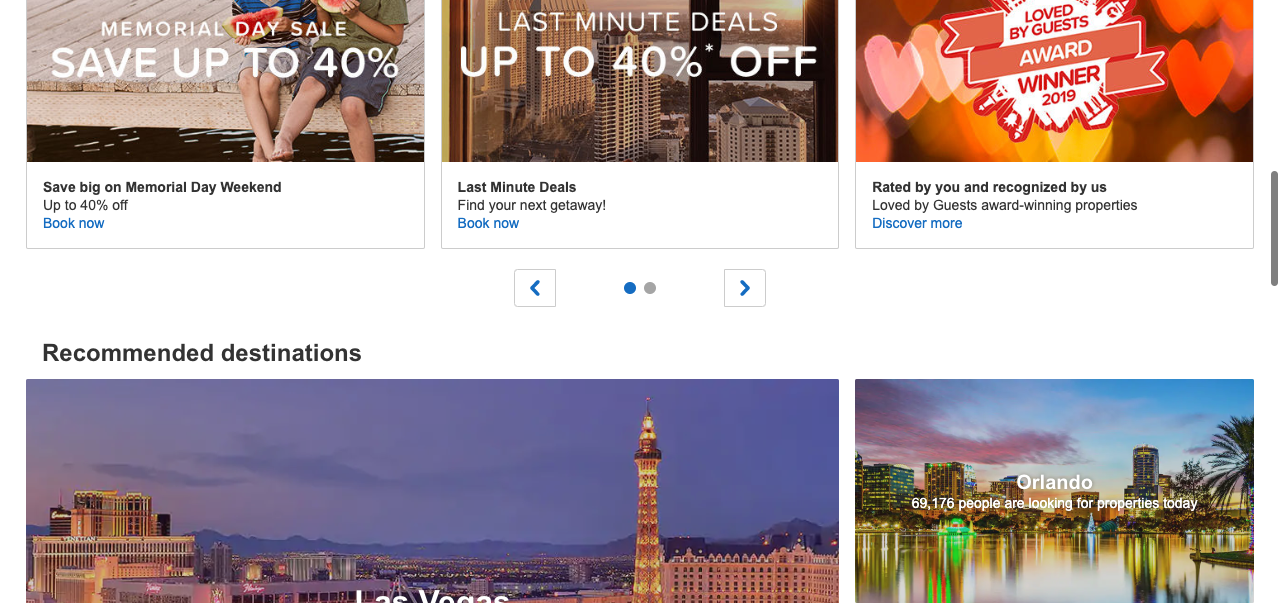 MEMORIAL DAY SALE
SAVE UP TO 40%
Save big on Memorial Day Weekend
Up to 40% off
Book now
LAST MINUTE DEALS
UP TO 40%* OFF
Last Minute Deals
Find your next getaway!
Book now
LOVED
BY GUESTS
AWARD
WINNER
2019
Rated by you and recognized by us
Loved by Guests award-winning properties
Discover more
Recommended destinations
VENETIAN
Las Vegas
Orlando
69,176 people are looking for properties today